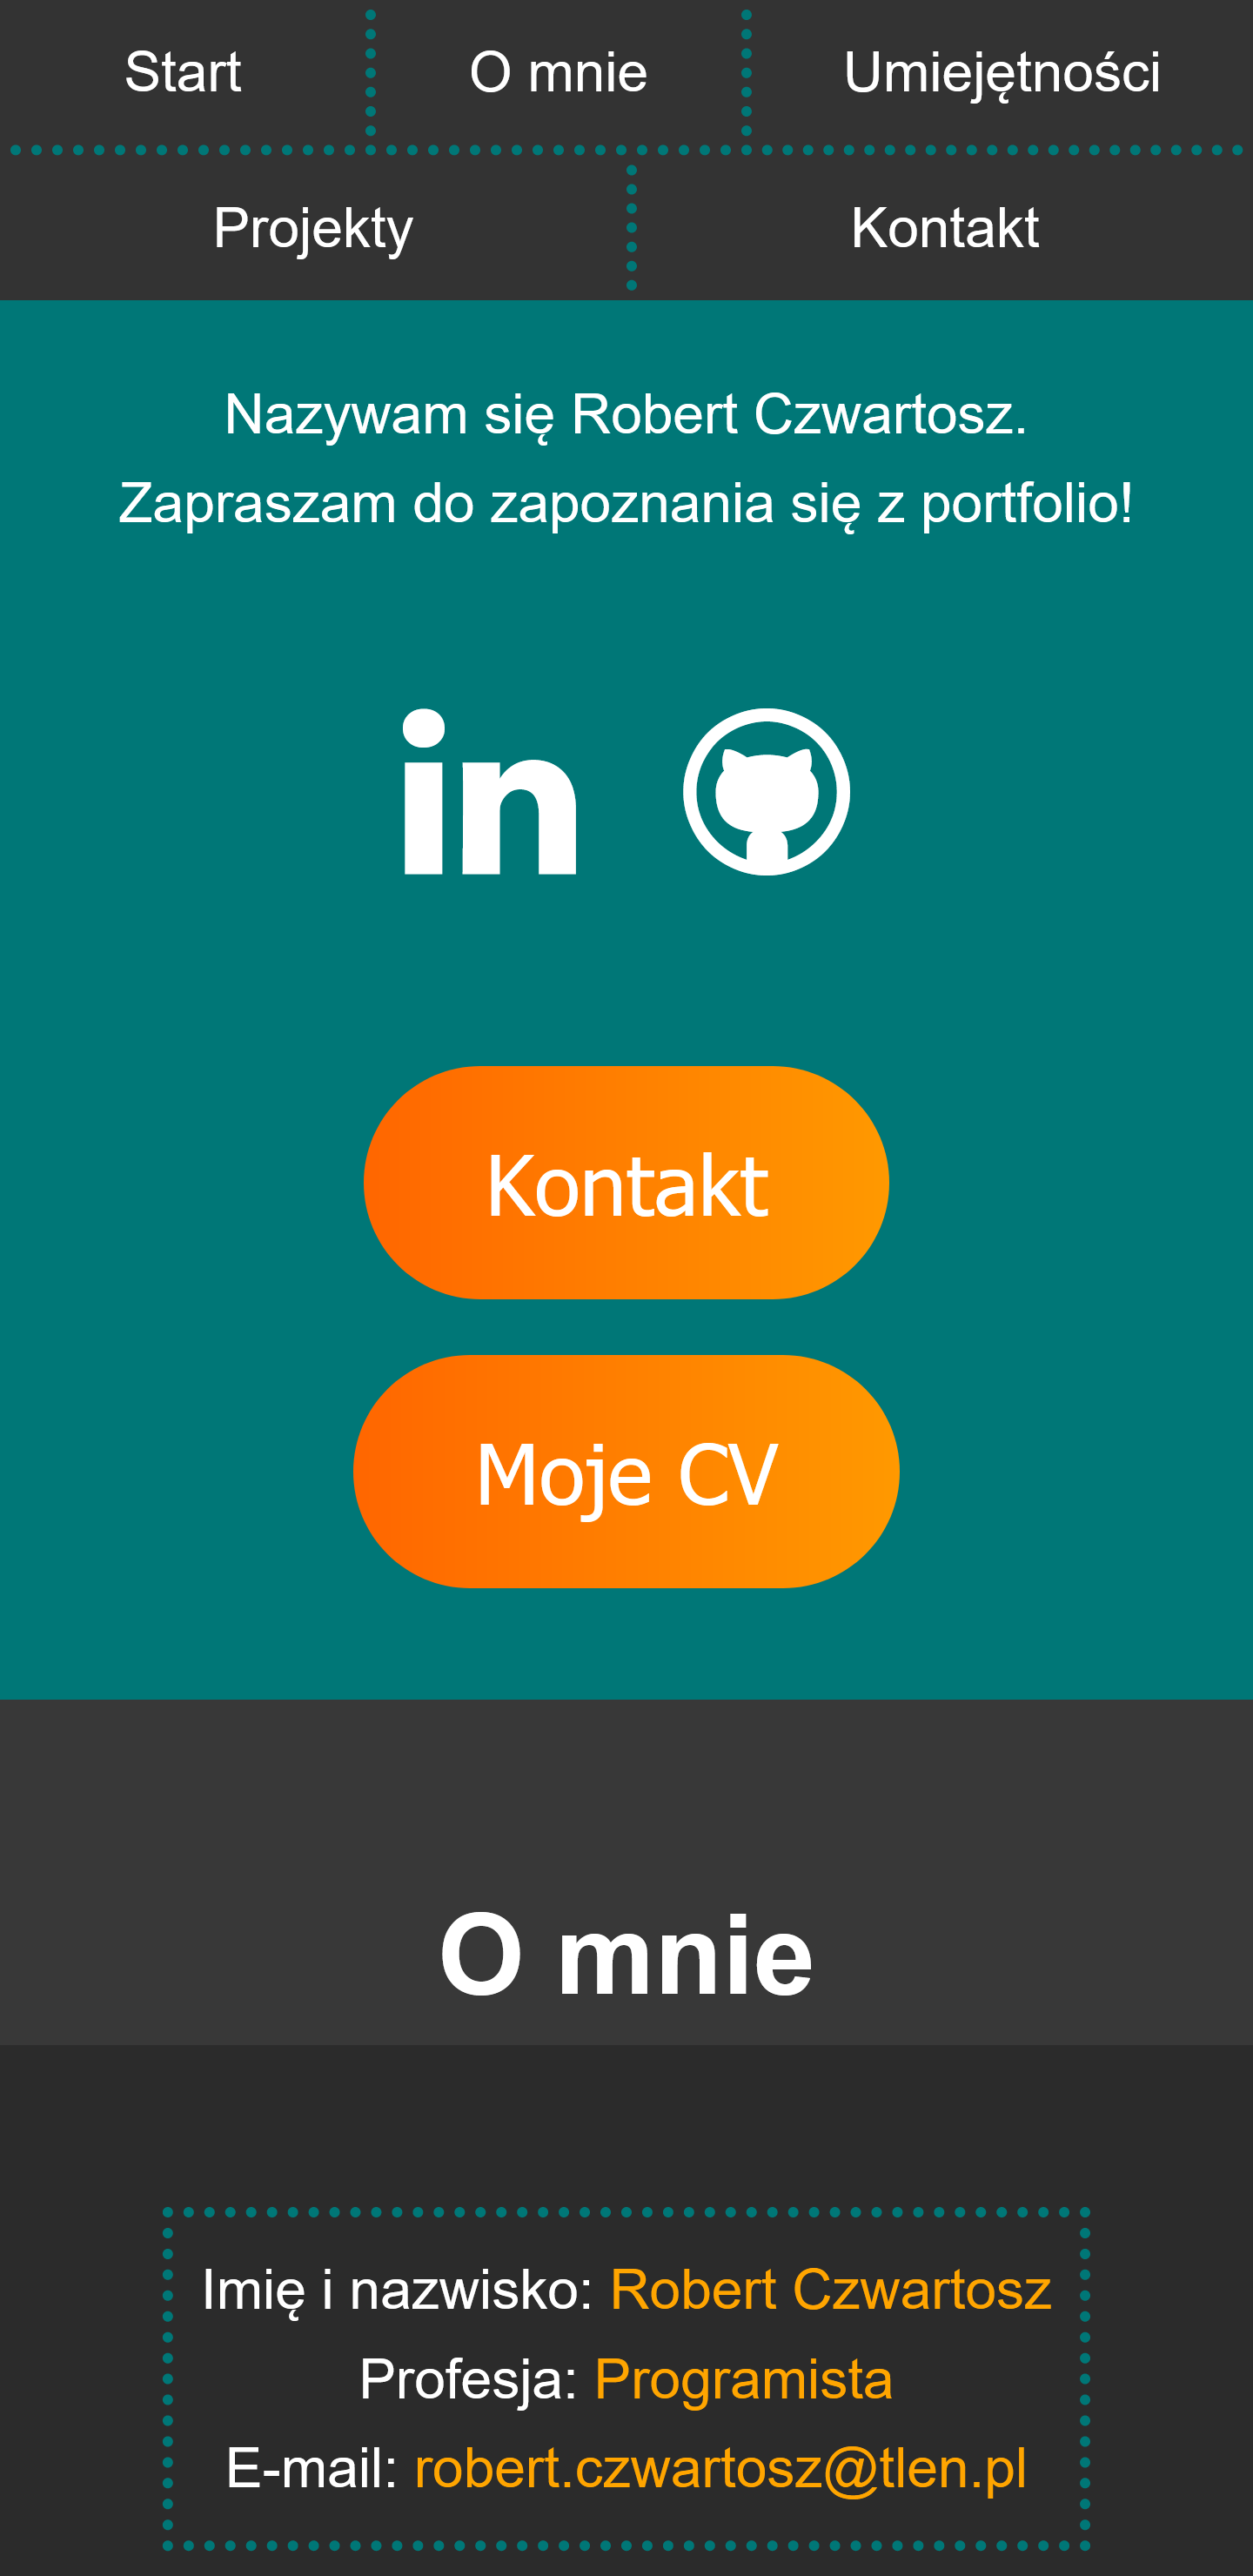 Start
O mnie
Umiejętności
Projekty
Kontakt
Nazywam się Robert Czwartosz.
Zapraszam do zapoznania się z portfolio!
in
Kontakt
Moje CV
O mnie
Imię i nazwisko: Robert Czwartosz
Profesja: Programista
E-mail: robert.czwartosz@tlen.pl